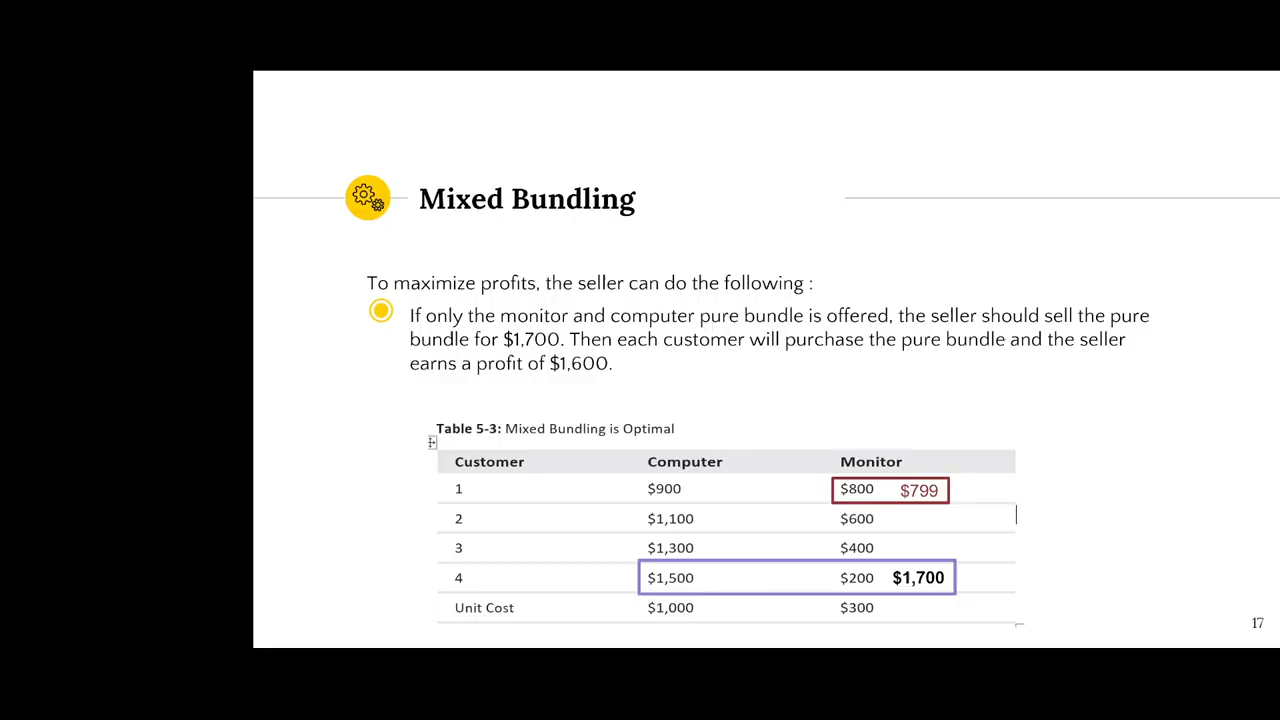 Mixed Bundling
To maximize profits, the seller can do the following :
If only the monitor and computer pure bundle is offered, the seller should sell the pure
bundle for $1,700. Then each customer will purchase the pure bundle and the seller
earns a profit of $1,600.
Table 5-3: Mixed Bundling is Optimal
Customer Computer Monitor
1 $900 $800 $799
2 $1,100 $600
3 $1,300 $400
4 $1,500 $200 $1,700
Unit Cost $1,000 $300
17